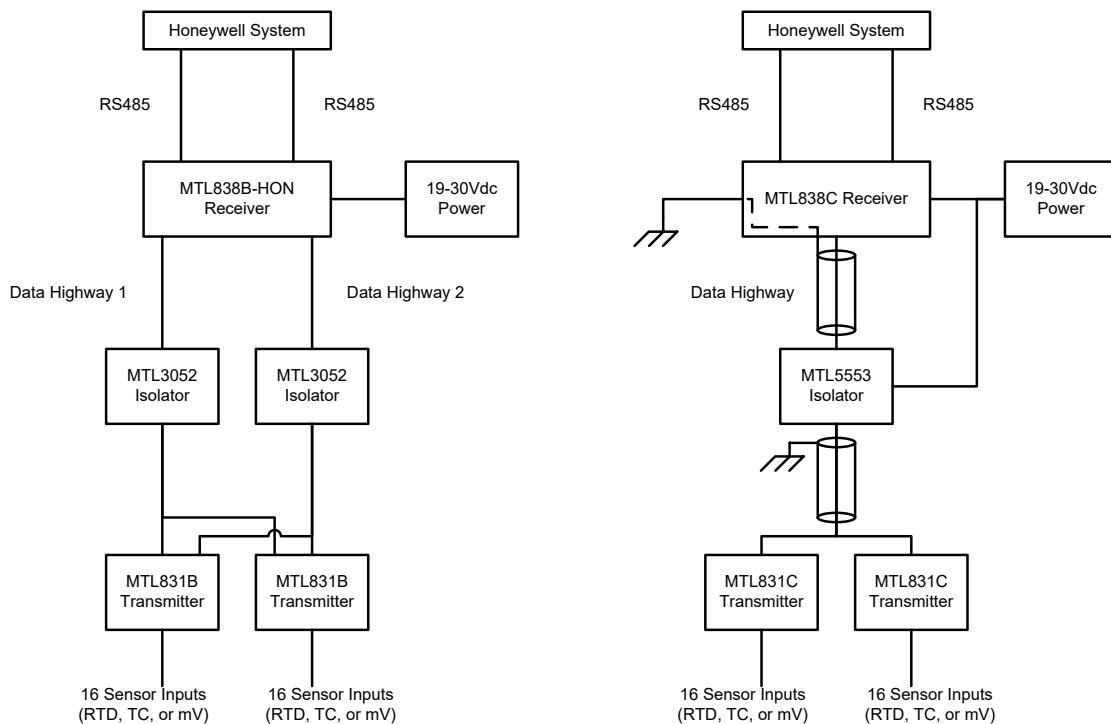 Honeywell System
RS485
RS485
MTL838B-HON
Receiver
19-30Vdc
Power
Data Highway 1
Data Highway 2
MTL3052
Isolator
MTL3052
Isolator
MTL831B
Transmitter
MTL831B
Transmitter
16 Sensor Inputs
(RTD, TC, or mV)
16 Sensor Inputs
(RTD, TC, or mV)
Honeywell System
RS485
RS485
MTL838C Receiver
19-30Vdc
Power
Data Highway
MTL5553
Isolator
MTL831C
Transmitter
MTL831C
Transmitter
16 Sensor Inputs
(RTD, TC, or mV)
16 Sensor Inputs
(RTD, TC, or mV)